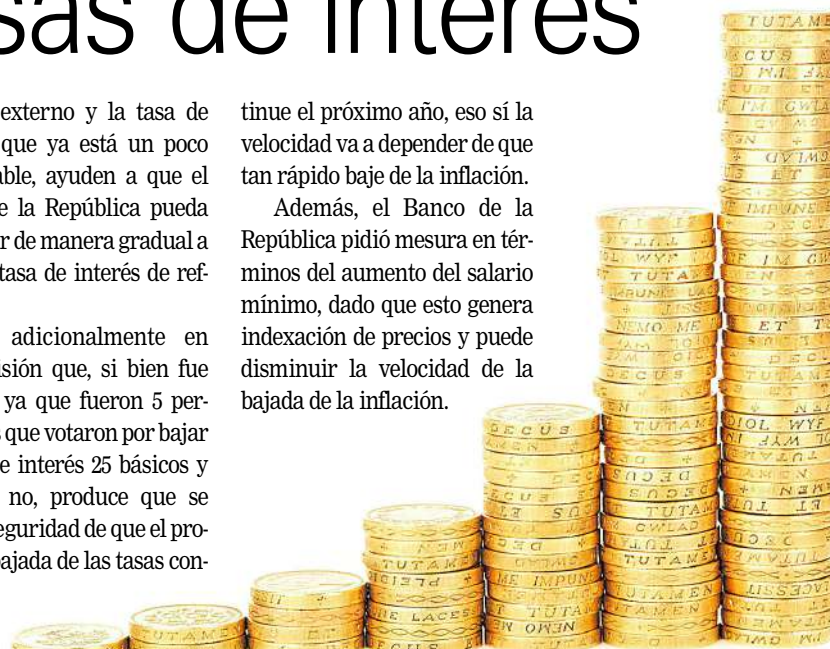 sas de interés
externo y la tasa de
que ya está un poco
able, ayuden a que el
e la República pueda
r de manera gradual a
tasa de interés de ref-
adicionalmente en
isión que, si bien fue
ya que fueron 5 per-
s que votaron por bajar
e interés 25 básicos y
no, produce que se
eguridad de que el pro-
bajada de las tasas con-
tinue el próximo año, eso sí la
velocidad va a depender de que
tan rápido baje de la inflación.
Además, el Banco de la
República pidió mesura en tér-
minos del aumento del salario
mínimo, dado que esto genera
indexación de precios y puede
disminuir la velocidad de la
bajada de la inflación.